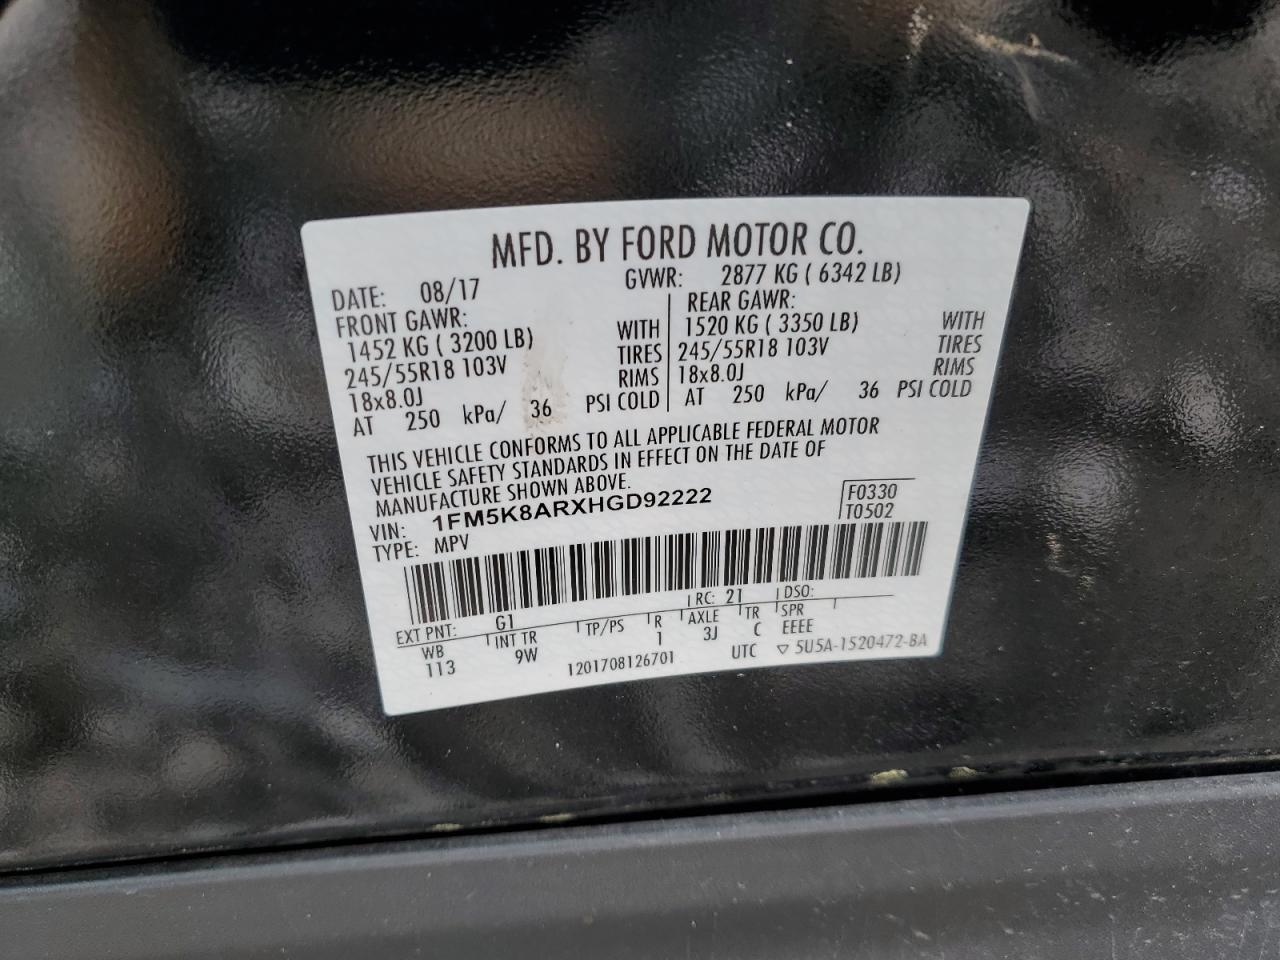 MFD. BY FORD MOTOR CO.
DATE: 08/17 GVWR: 2877 KG ( 6342 LB)
FRONT GAWR: REAR GAWR:
1452 KG ( 3200 LB) WITH 1520 KG ( 3350 LB) WITH
245/55R18 103V TIRES 245/55R18 103V TIRES
18x8.0J RIMS 18x8.0J RIMS
AT 250 kPa/ 36 PSI COLD AT 250 kPa/ 36 PSI COLD
THIS VEHICLE CONFORMS TO ALL APPLICABLE FEDERAL MOTOR
VEHICLE SAFETY STANDARDS IN EFFECT ON THE DATE OF
MANUFACTURE SHOWN ABOVE.
VIN: 1FM5K8ARXHGD92222 F0330
TYPE: MPV T0502
EXT PNT: G1 RC: 21 DSO:
WB INT TR TP/PS R AXLE TR SPR
113 9W 1 3J C EEEE
1201708126701 UTC ▽ 5U5A-1520472-BA